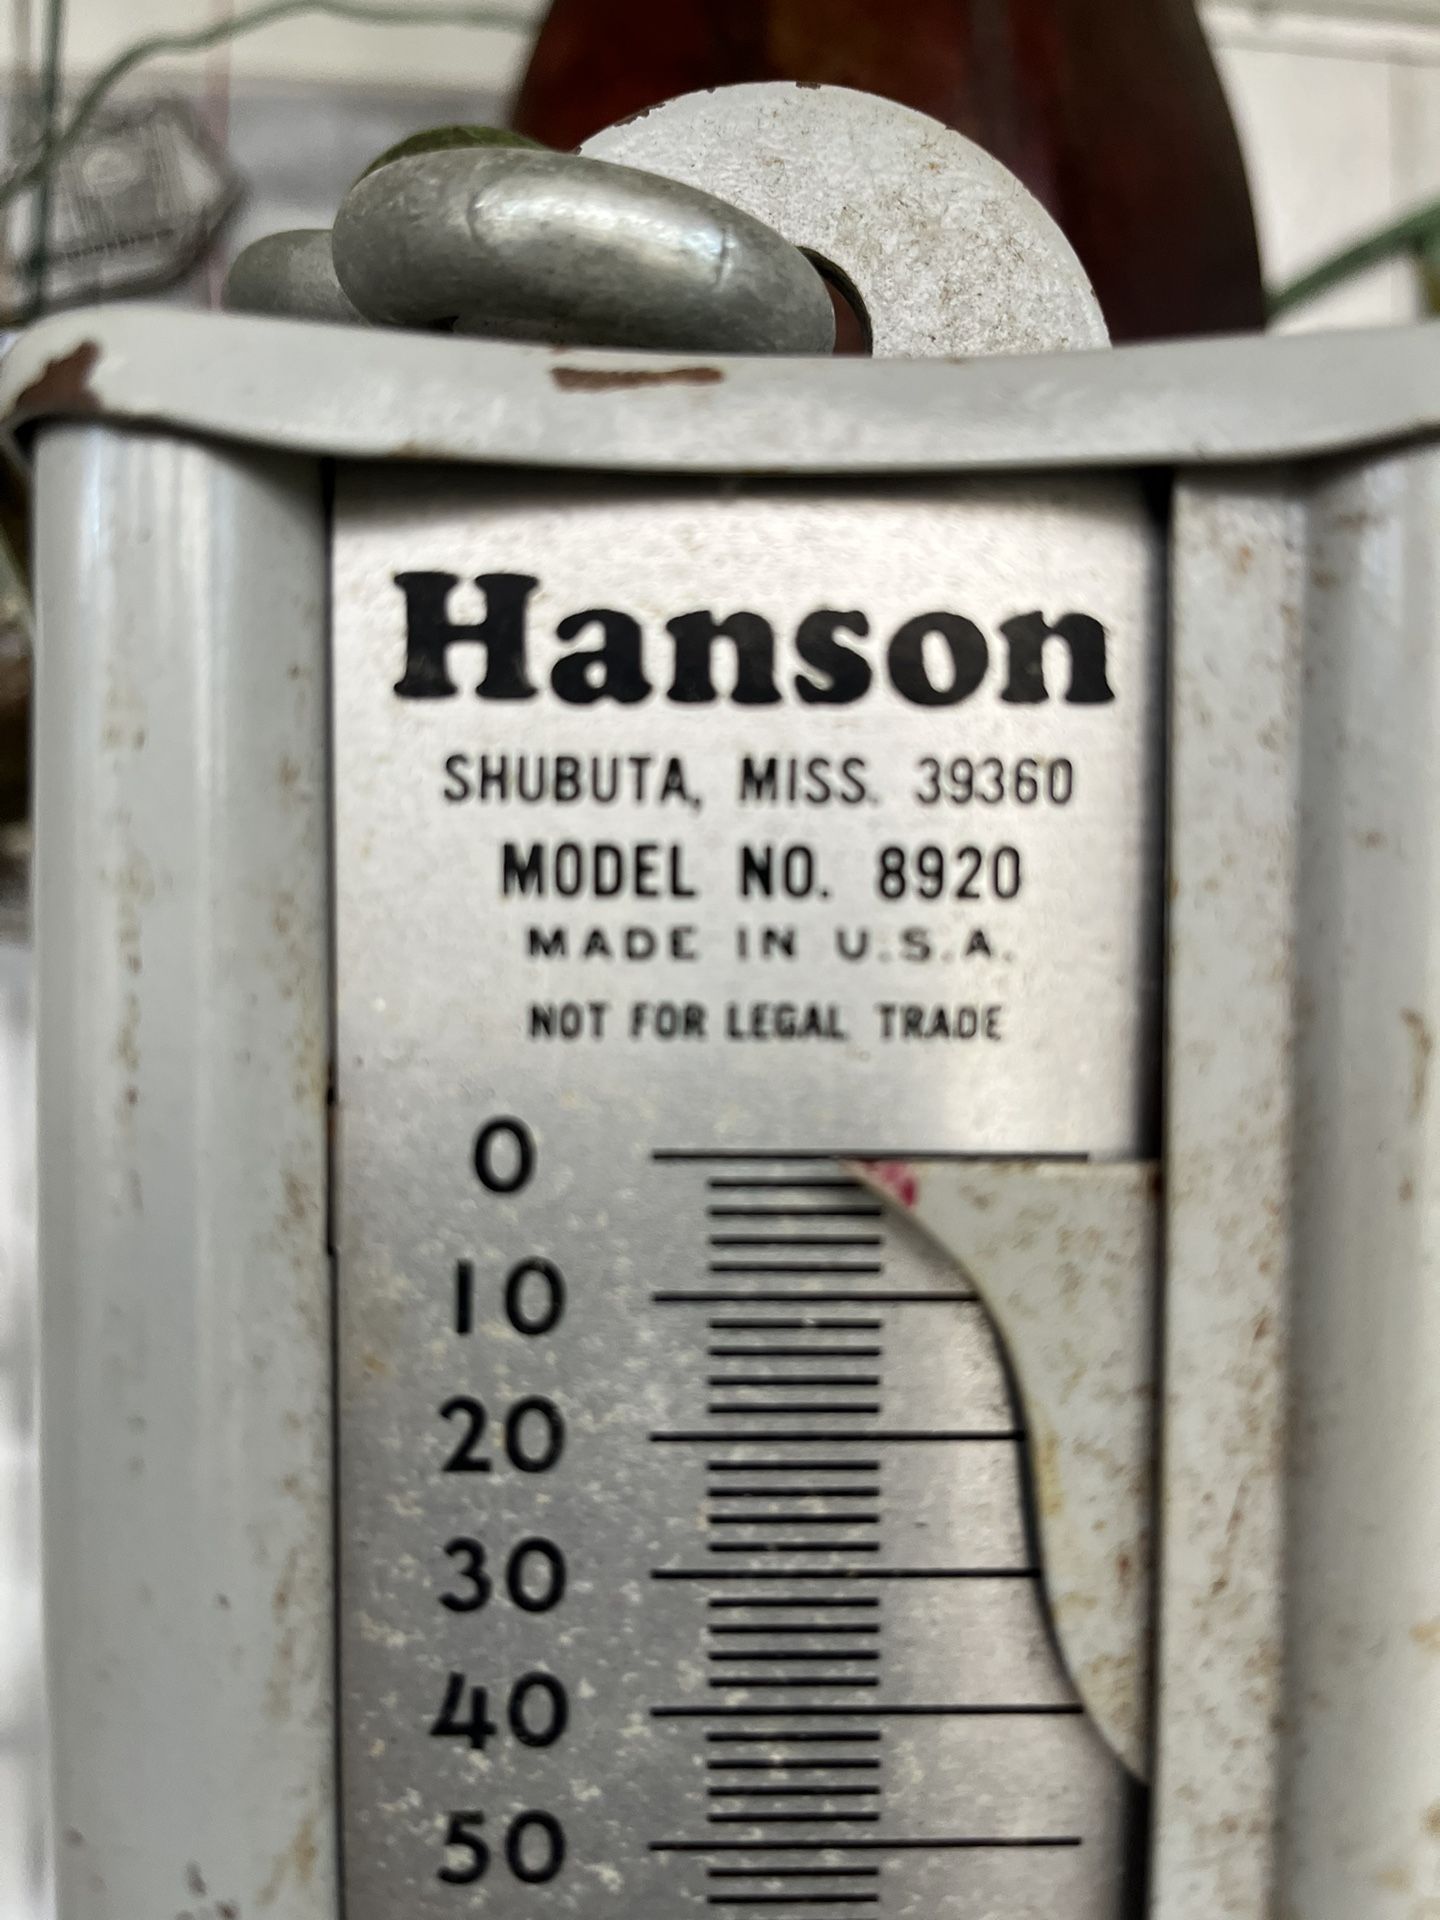 Hanson
SHUBUTA, MISS. 39360
MODEL NO. 8920
MADE IN U.S.A.
NOT FOR LEGAL TRADE
0
10
20
30
40
50